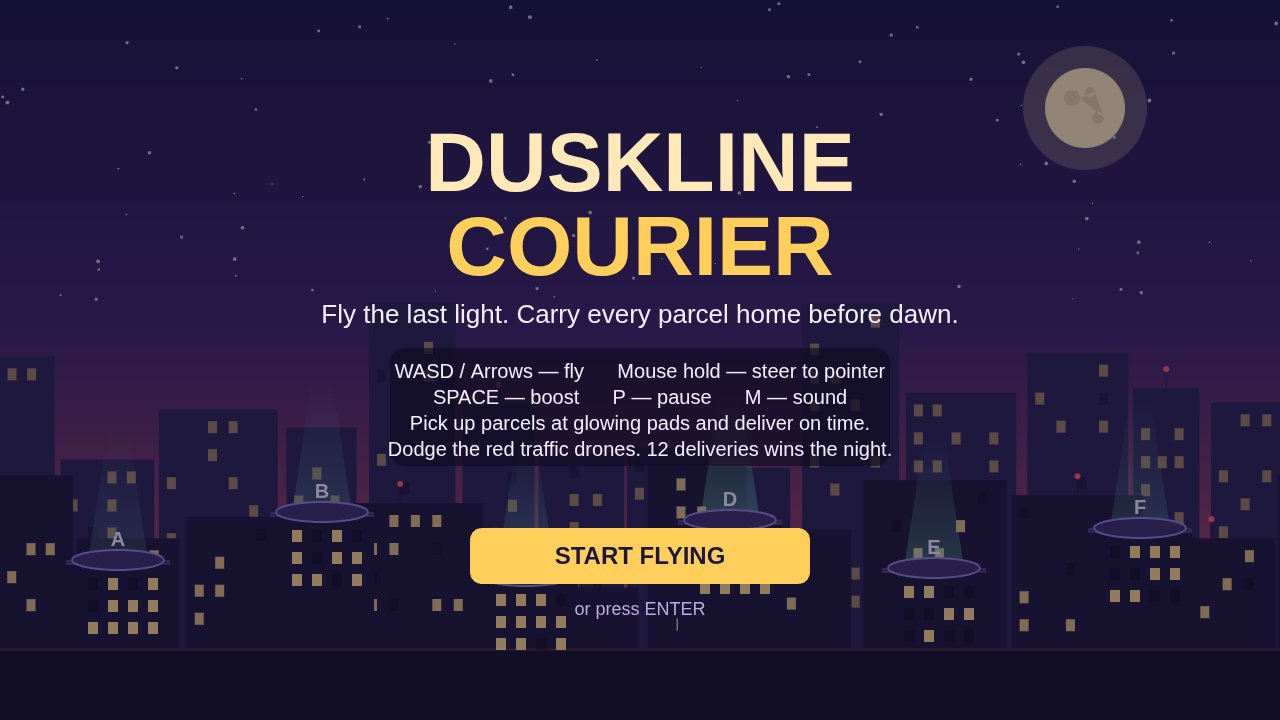 DUSKLINE
COURIER
Fly the last light. Carry every parcel home before dawn.
WASD / Arrows — fly Mouse hold — steer to pointer
SPACE — boost P — pause M — sound
Pick up parcels at glowing pads and deliver on time.
Dodge the red traffic drones. 12 deliveries wins the night.
B
D
F
A
E
START FLYING
or press ENTER